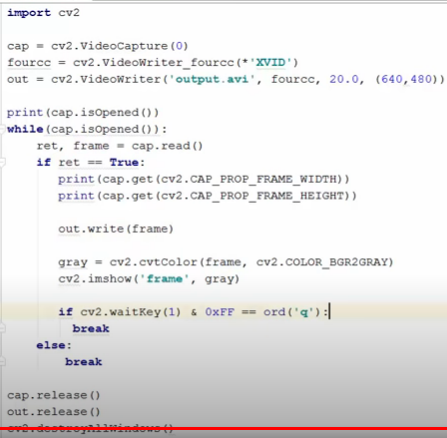 import cv2
cap = cv2.VideoCapture(0)
fourcc = cv2.VideoWriter_fourcc(*'XVID')
out = cv2.VideoWriter('output.avi', fourcc, 20.0, (640,480))
print(cap.isOpened())
while(cap.isOpened()):
    ret, frame = cap.read()
    if ret == True:
        print(cap.get(cv2.CAP_PROP_FRAME_WIDTH))
        print(cap.get(cv2.CAP_PROP_FRAME_HEIGHT))
        out.write(frame)
        gray = cv2.cvtColor(frame, cv2.COLOR_BGR2GRAY)
        cv2.imshow('frame', gray)
        if cv2.waitKey(1) & 0xFF == ord('q'):
            break
    else:
        break
cap.release()
out.release()
cv2.destroyAllWindows()